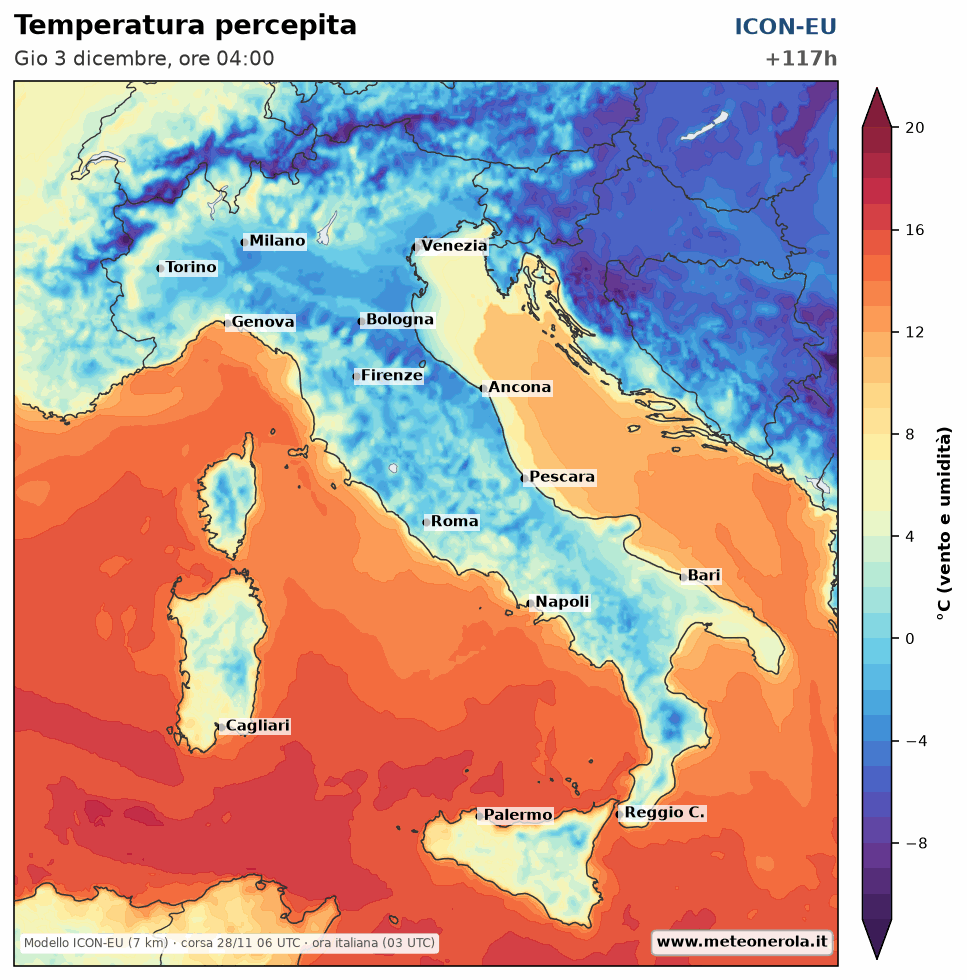 Temperatura percepita
ICON-EU
Gio 3 dicembre, ore 04:00
+117h
20
16
12
8
4
0
−4
−8
°C (vento e umidità)
Milano
Venezia
Torino
Genova
Bologna
Firenze
Ancona
Pescara
Roma
Bari
Napoli
Cagliari
Palermo
Reggio C.
Modello ICON-EU (7 km) · corsa 28/11 06 UTC · ora italiana (03 UTC)
www.meteonerola.it